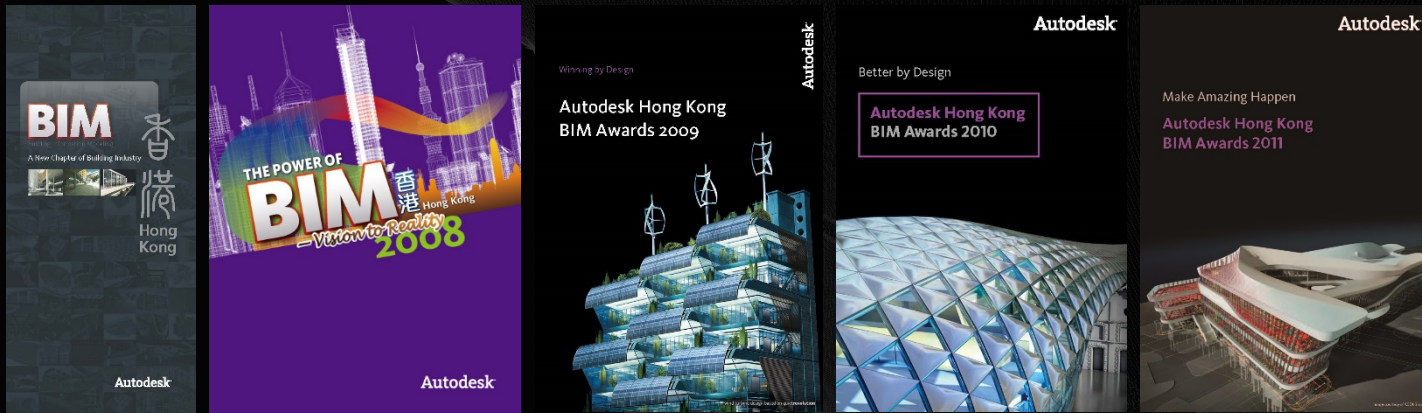 BIM
A New Chapter of Building Industry
香港
Hong
Kong
Autodesk
THE POWER OF
BIM
香港
Hong Kong
– Vision to Reality
2008
Autodesk
Autodesk
Winning by Design
Autodesk Hong Kong
BIM Awards 2009
Autodesk
Better by Design
Autodesk Hong Kong
BIM Awards 2010
Autodesk
Make Amazing Happen
Autodesk Hong Kong
BIM Awards 2011